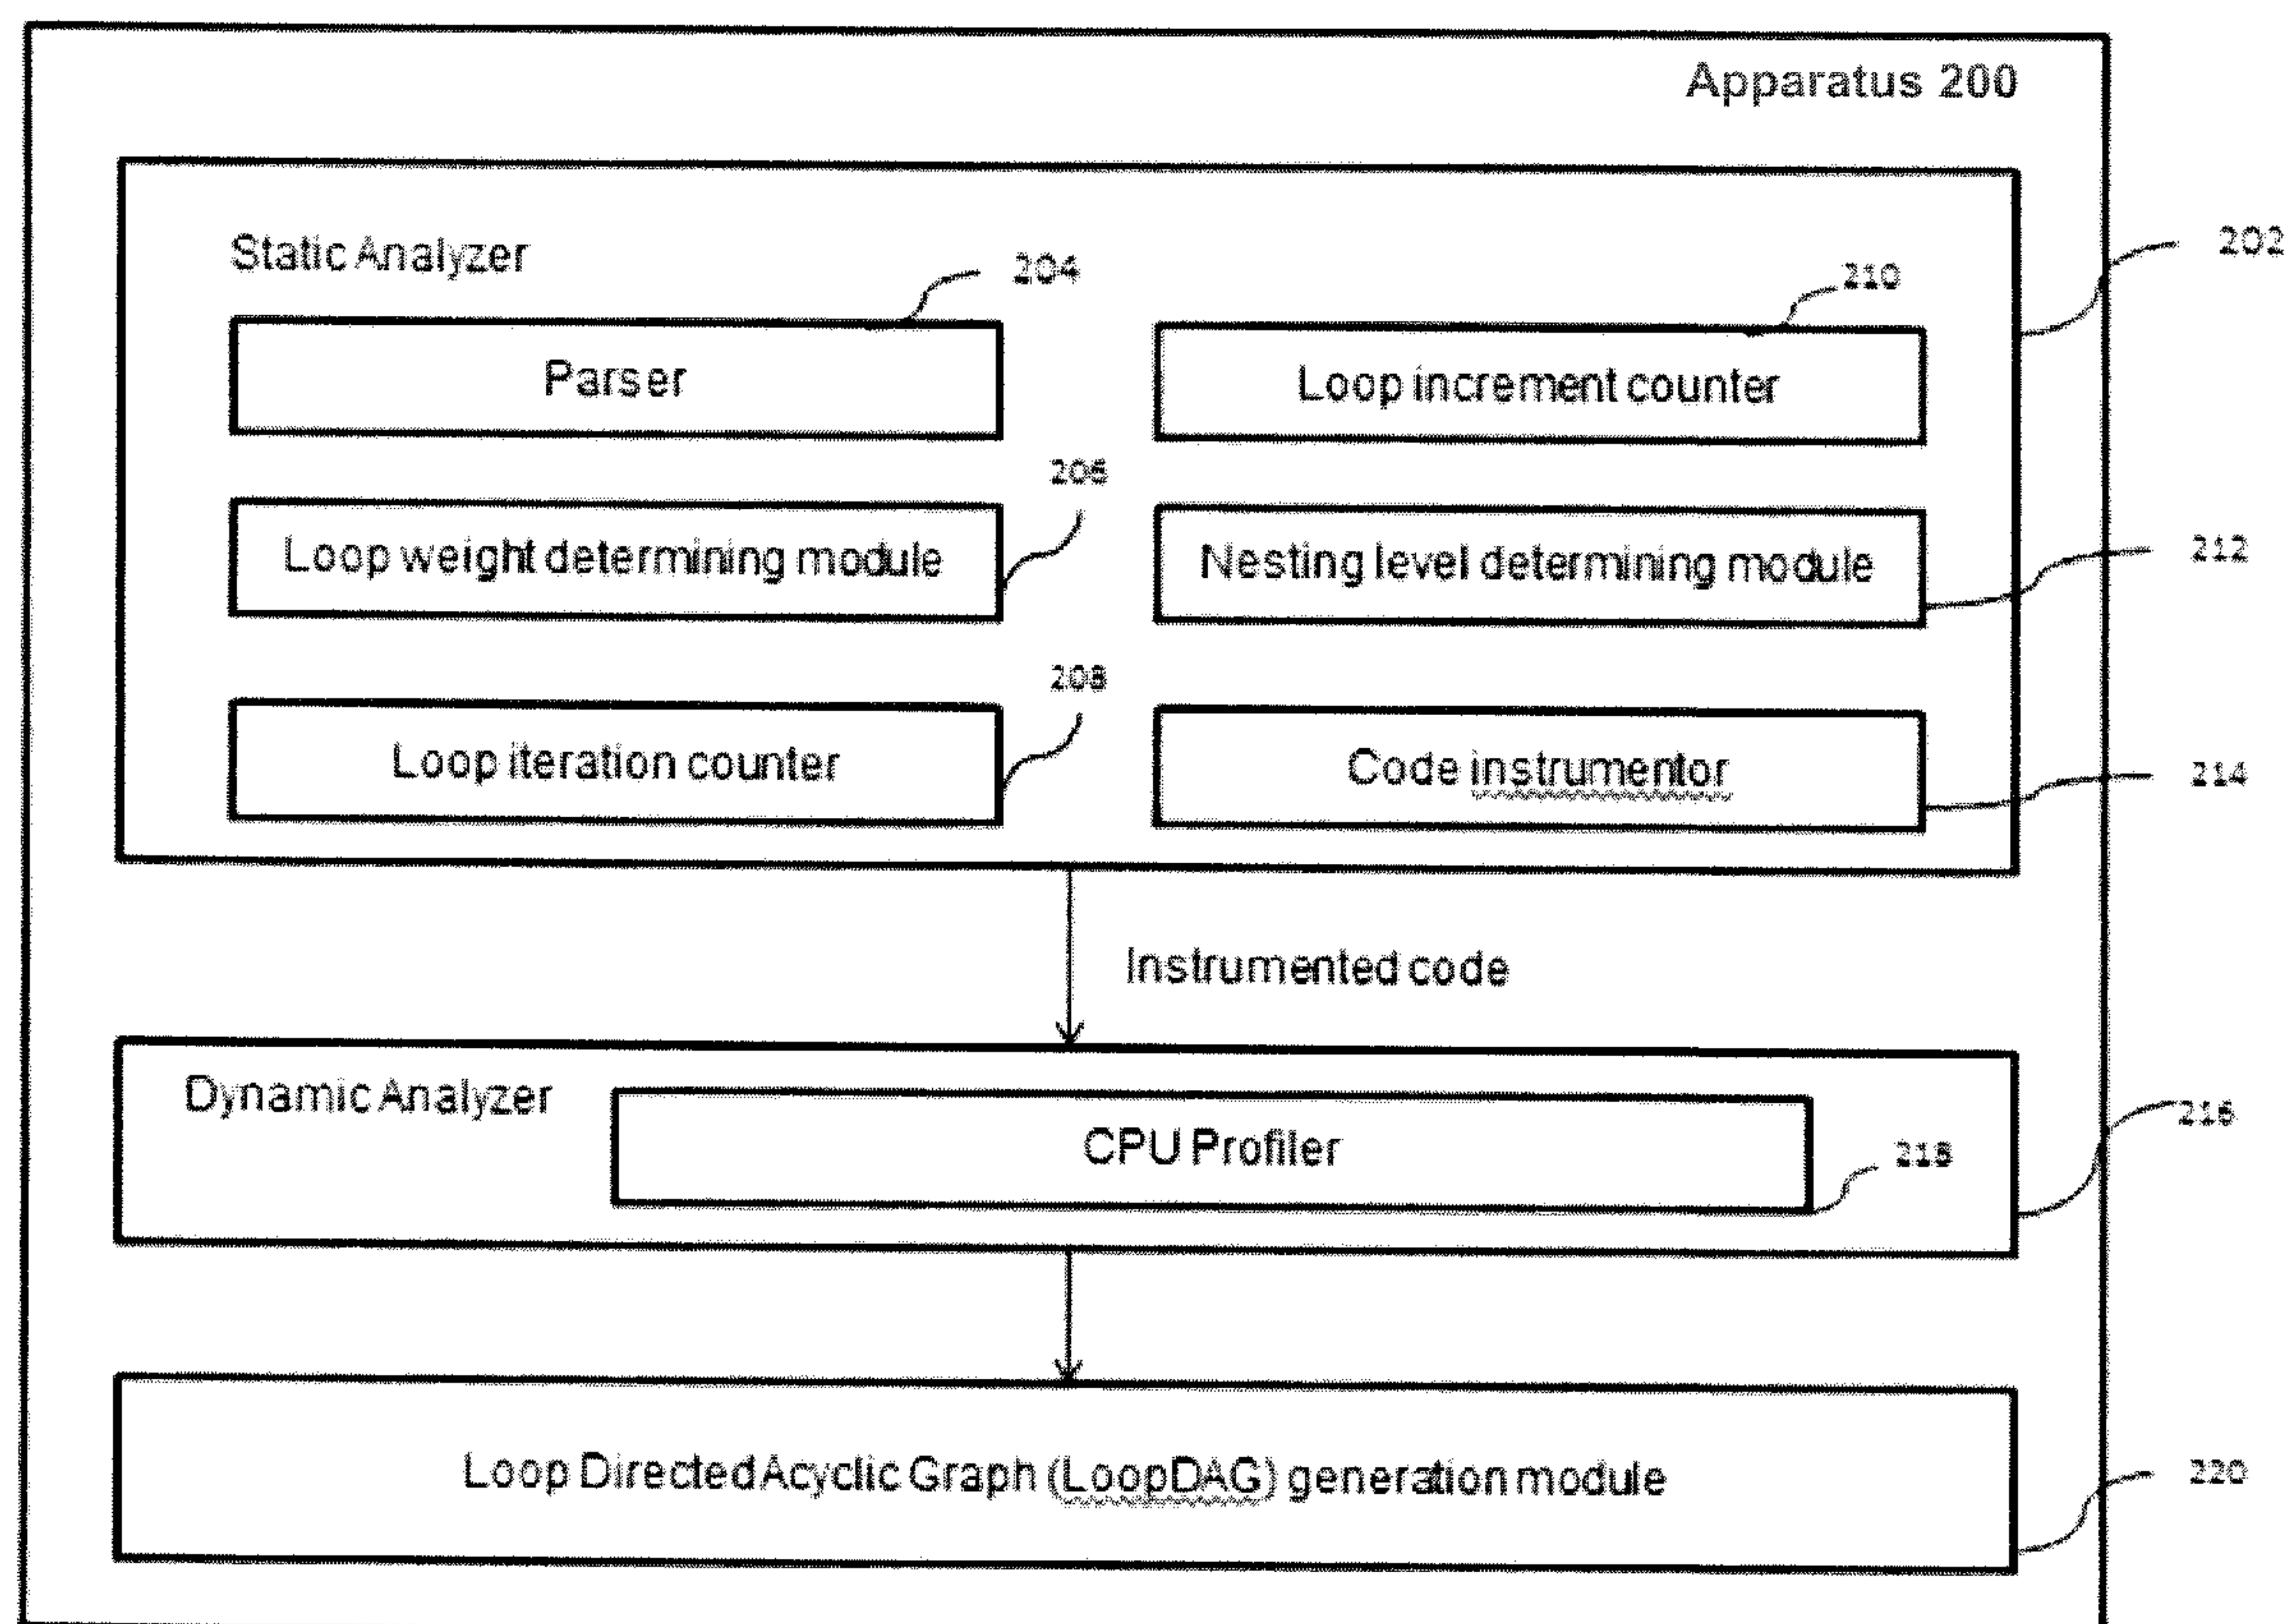 Apparatus 200
Static Analyzer
202
204
210
Parser
Loop increment counter
206
Loop weight determining module
Nesting level determining module
212
208
Loop iteration counter
Code instrumentor
214
Instrumented code
Dynamic Analyzer
CPU Profiler
216
218
Loop Directed Acyclic Graph (LoopDAG) generation module
220